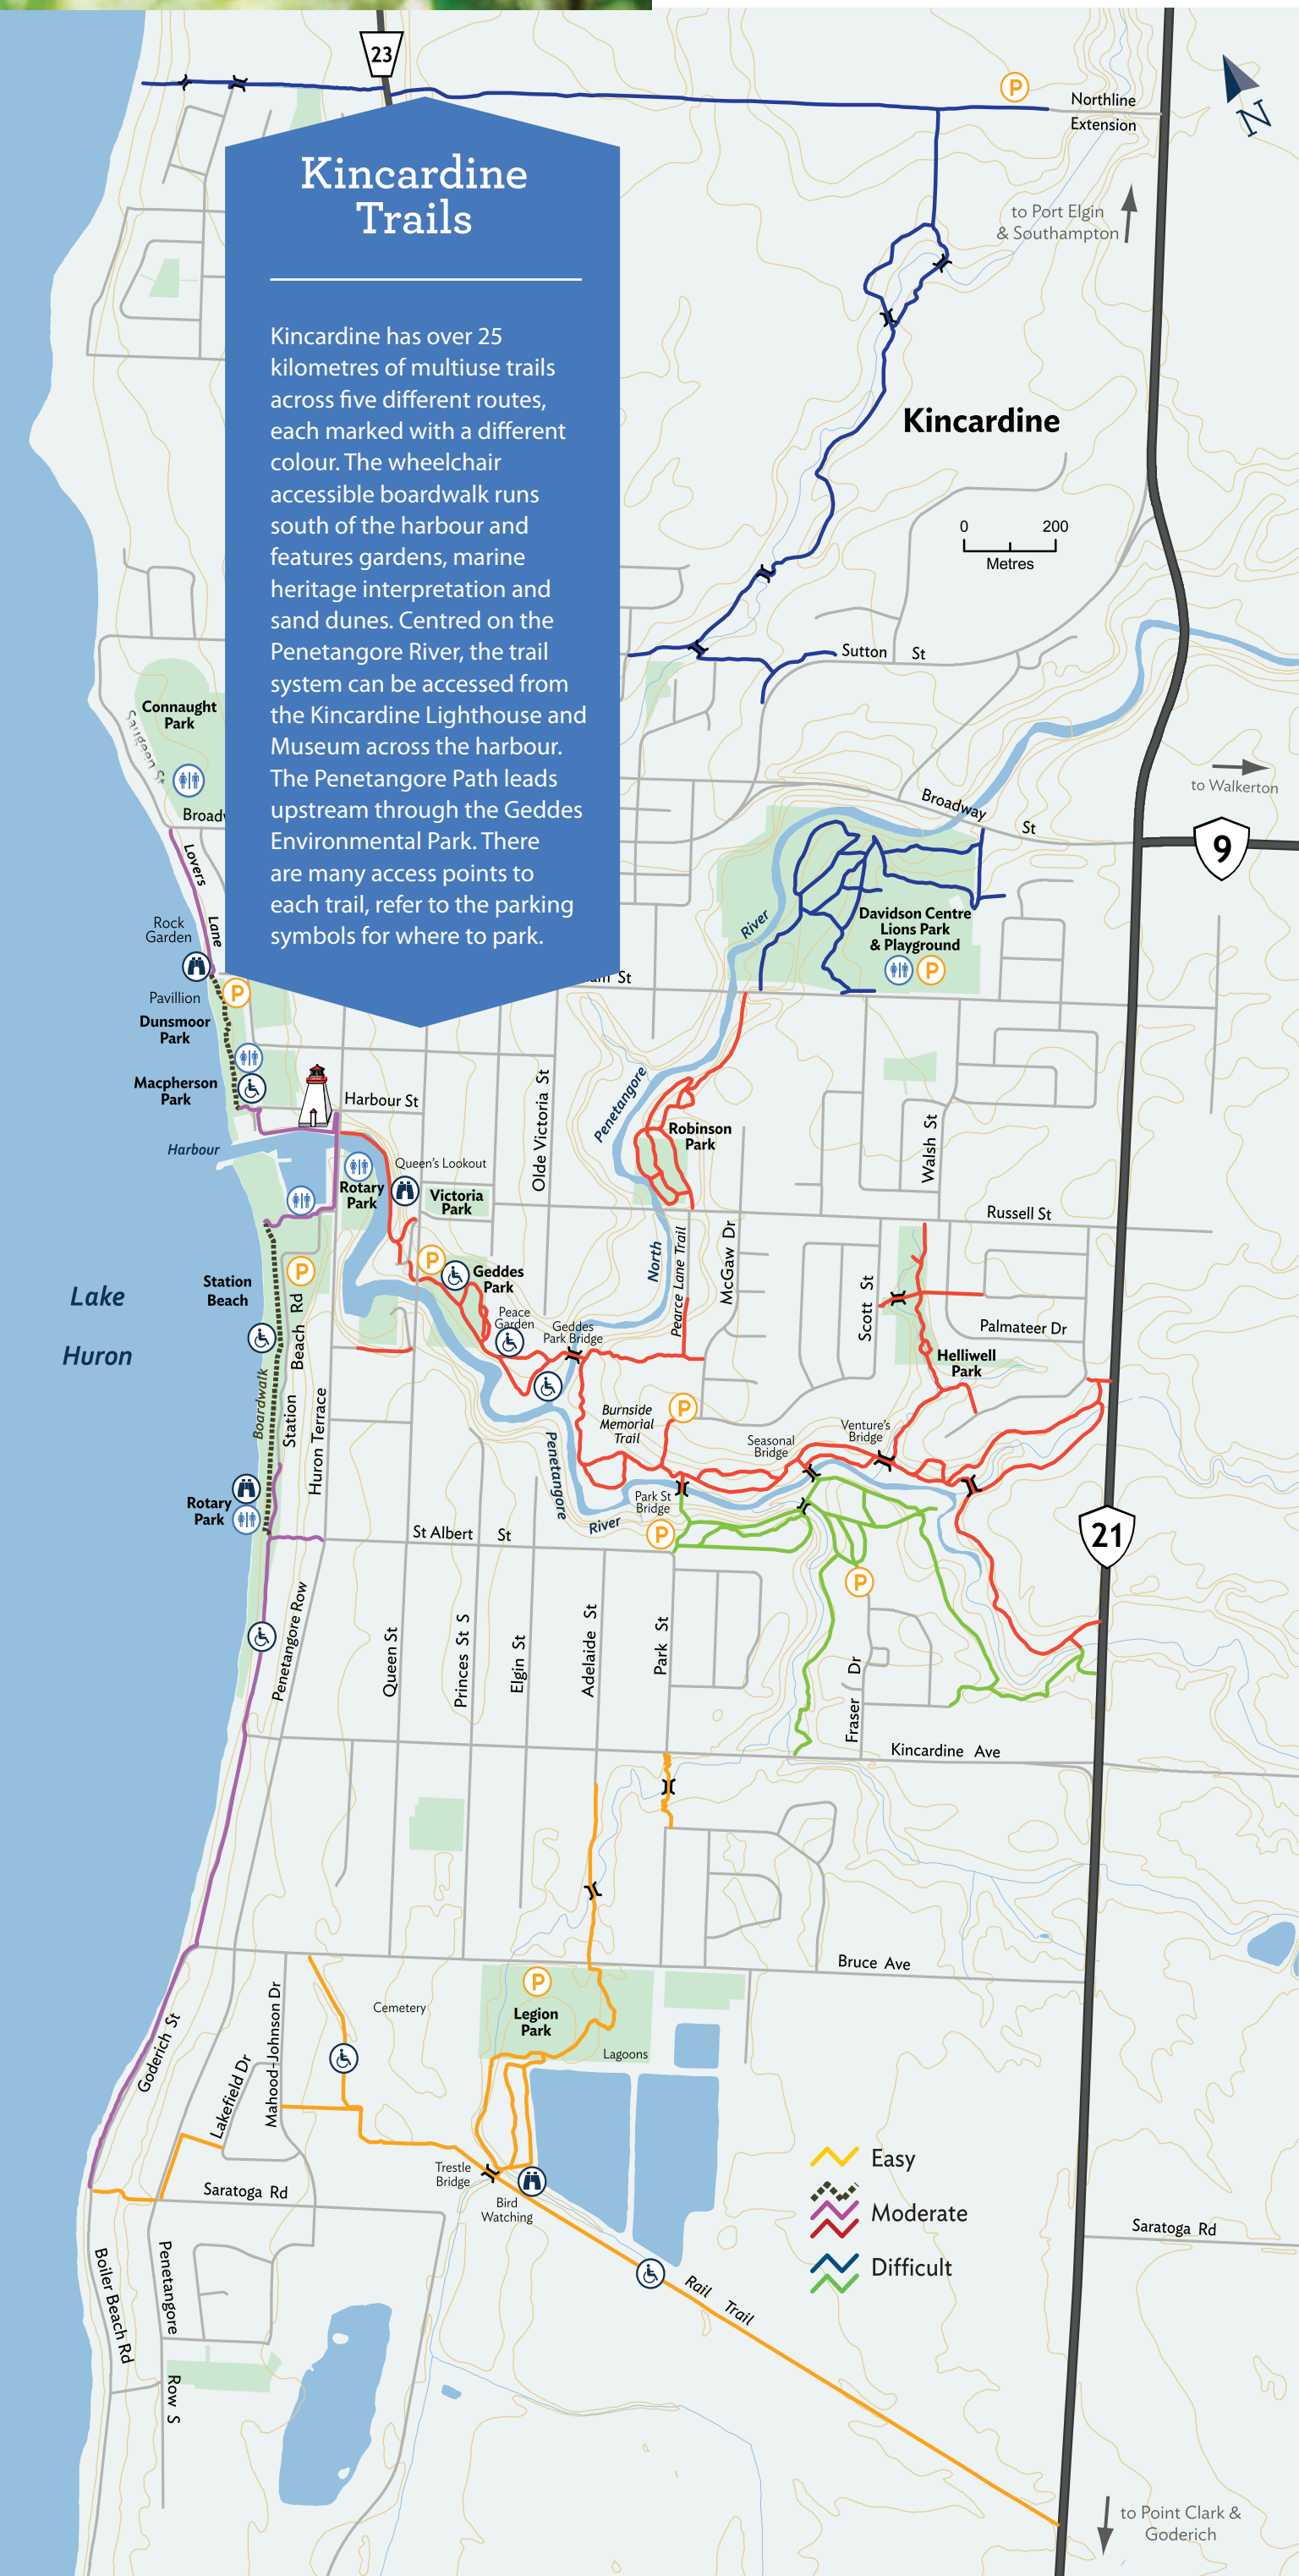 23
P
Northline
Extension
N
to Port Elgin
& Southampton
Kincardine
Trails
Kincardine has over 25
kilometres of multiuse trails
across five different routes,
each marked with a different
colour. The wheelchair
accessible boardwalk runs
south of the harbour and
features gardens, marine
heritage interpretation and
sand dunes. Centred on the
Penetangore River, the trail
system can be accessed from
the Kincardine Lighthouse and
Museum across the harbour.
The Penetangore Path leads
upstream through the Geddes
Environmental Park. There
are many access points to
each trail, refer to the parking
symbols for where to park.
Kincardine
0 200
Metres
Sutton St
Connaught
Park
Saugeen St
to Walkerton
Broadway St
9
Lovers Lane
Rock
Garden
River
Davidson Centre
Lions Park
& Playground
P
St
Pavillion
P
Dunsmoor
Park
Macpherson
Park
Harbour St
Olde Victoria St
Penetangore
Robinson
Park
Walsh St
Harbour
Queen's Lookout
Rotary
Park
Victoria
Park
Russell St
North
Pearce Lane Trail
McGaw Dr
P
Geddes
Park
P
Station
Beach
Lake
Huron
Station Beach Rd
Peace
Garden
Geddes
Park Bridge
Scott St
Palmateer Dr
Helliwell
Park
Boardwalk
Huron Terrace
Burnside
Memorial
Trail
P
Seasonal
Bridge
Venture's
Bridge
Penetangore
River
Park St
Bridge
Rotary
Park
St Albert St
P
21
P
Penetangore Row
Queen St
Princes St S
Elgin St
Adelaide St
Park St
Fraser Dr
Kincardine Ave
Bruce Ave
P
Legion
Park
Cemetery
Lagoons
Goderich St
Lakefield Dr
Mahood-Johnson Dr
Trestle
Bridge
Bird
Watching
Saratoga Rd
Easy
Moderate
Difficult
Saratoga Rd
Rail Trail
Boiler Beach Rd
Penetangore Row S
to Point Clark &
Goderich